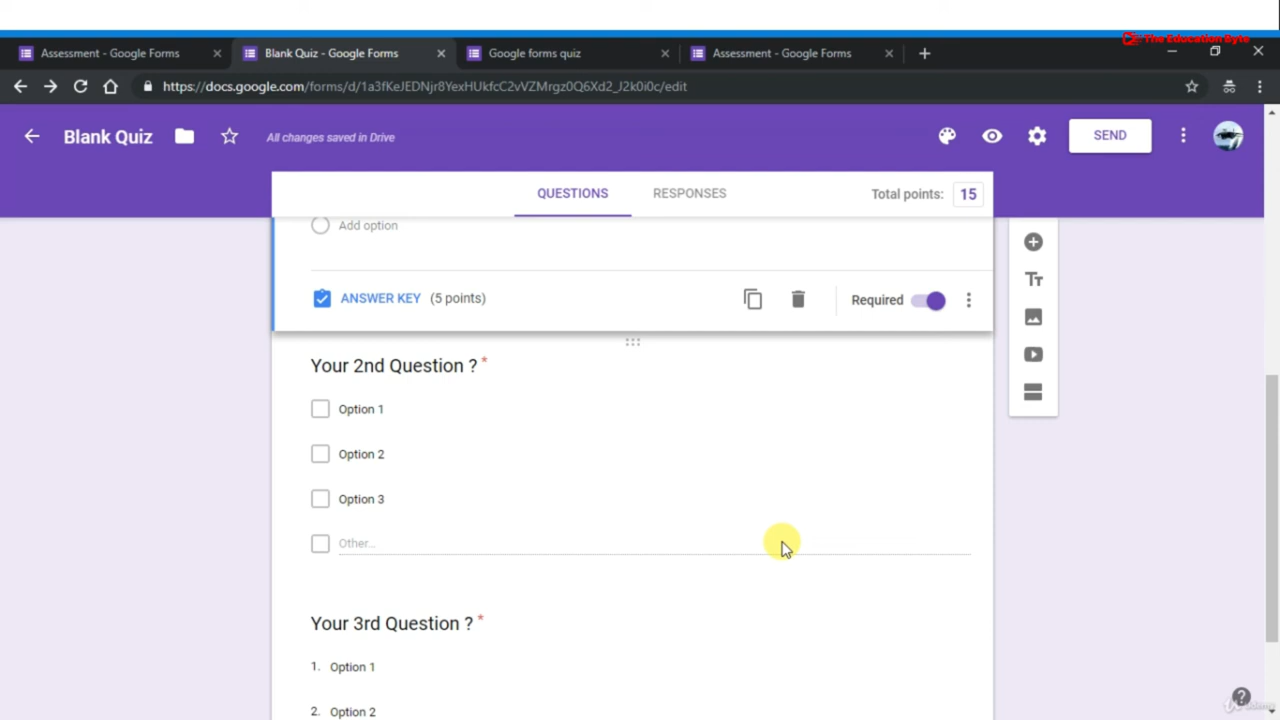 The Education Byte
Assessment - Google Forms
Blank Quiz - Google Forms
Google forms quiz
Assessment - Google Forms
https://docs.google.com/forms/d/1a3fKeJEDNjr8YexHUkfcC2vVZMrgz0Q6Xd2_J2k0i0c/edit
Blank Quiz
All changes saved in Drive
SEND
QUESTIONS
RESPONSES
Total points: 15
Add option
Tт
ANSWER KEY (5 points)
Required
Your 2nd Question ? *
Option 1
Option 2
Option 3
Other...
Your 3rd Question ? *
1. Option 1
2. Option 2